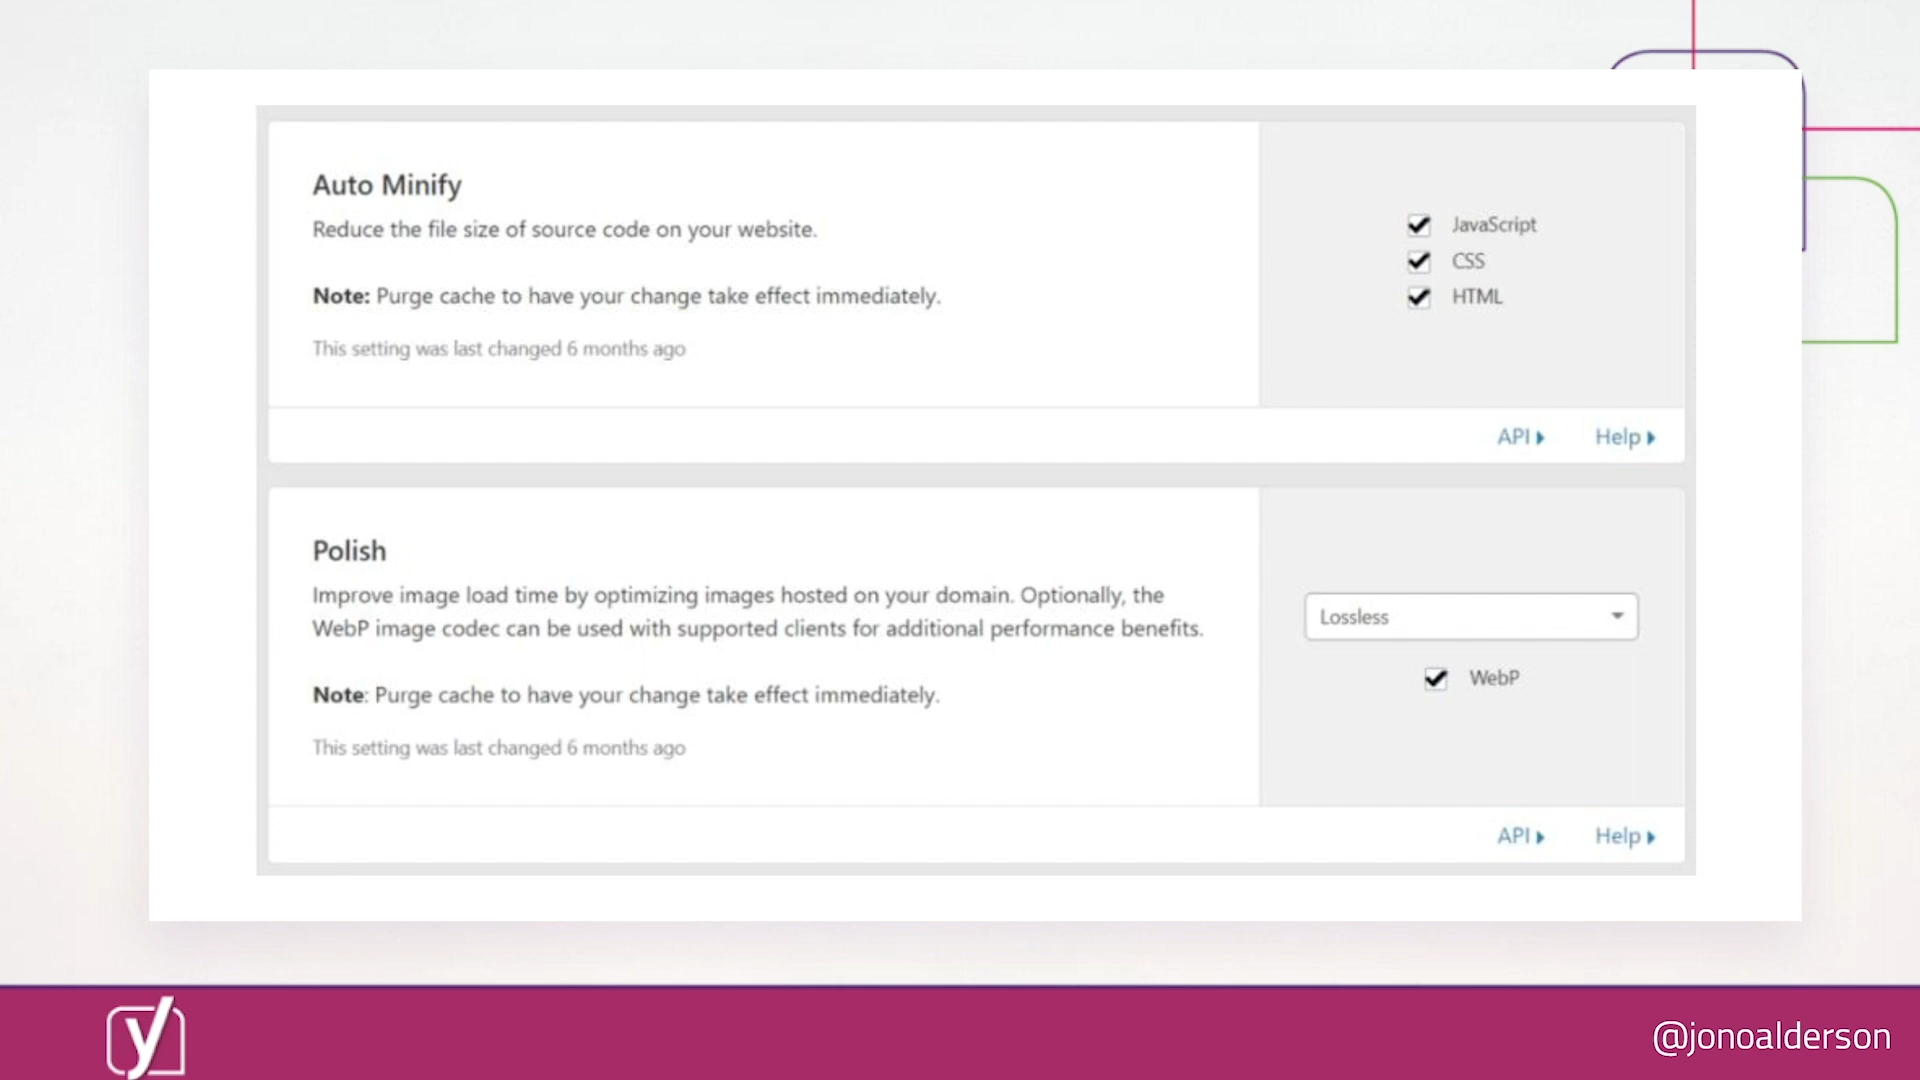 Auto Minify
Reduce the file size of source code on your website.
Note: Purge cache to have your change take effect immediately.
This setting was last changed 6 months ago
JavaScript
CSS
HTML
API
Help
Polish
Improve image load time by optimizing images hosted on your domain. Optionally, the
WebP image codec can be used with supported clients for additional performance benefits.
Note: Purge cache to have your change take effect immediately.
This setting was last changed 6 months ago
Lossless
WebP
API
Help
y
@jonoalderson